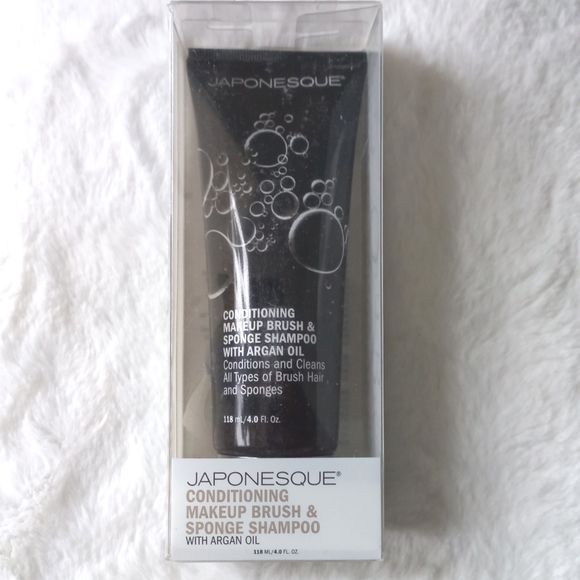 JAPONESQUE®
CONDITIONING
MAKEUP BRUSH &
SPONGE SHAMPOO
WITH ARGAN OIL
Conditions and Cleans
All Types of Brush Hair
and Sponges
118 mL/4.0 Fl. Oz.
JAPONESQUE®
CONDITIONING
MAKEUP BRUSH &
SPONGE SHAMPOO
WITH ARGAN OIL
118 ML/4.0 FL. OZ.